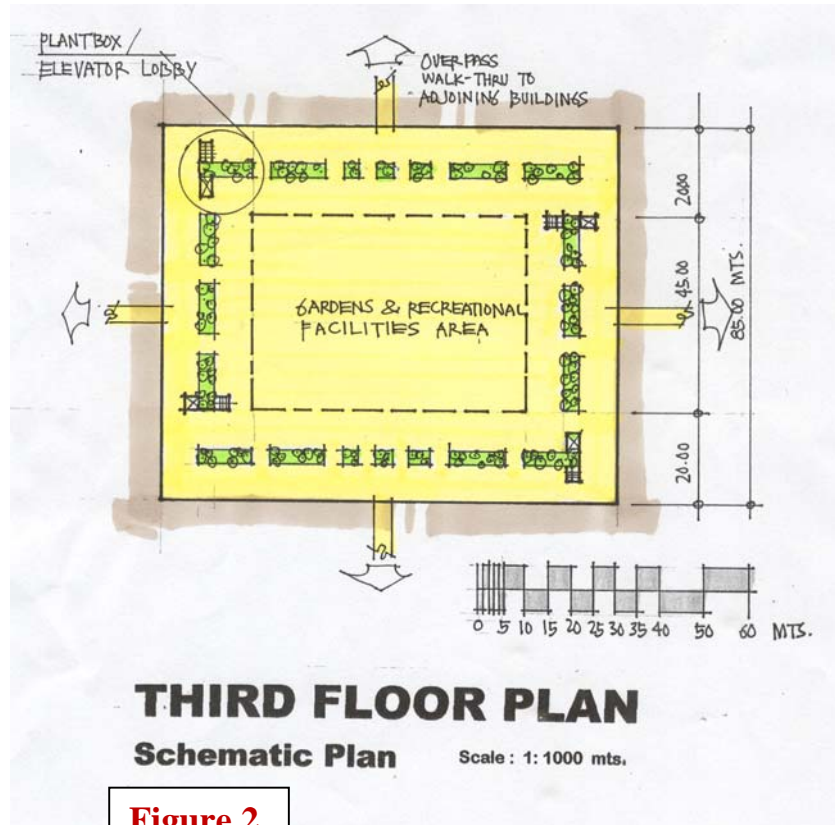 PLANTBOX /
ELEVATOR LOBBY
OVERPASS
WALK-THRU TO
ADJOINING BUILDINGS
2000
45.00
85.00 MTS.
20.00
GARDENS & RECREATIONAL
FACILITIES AREA
0 5 10 15 20 25 30 35 40 50 60 MTS.
THIRD FLOOR PLAN
Schematic Plan
Scale : 1: 1000 mts.
Figure 2